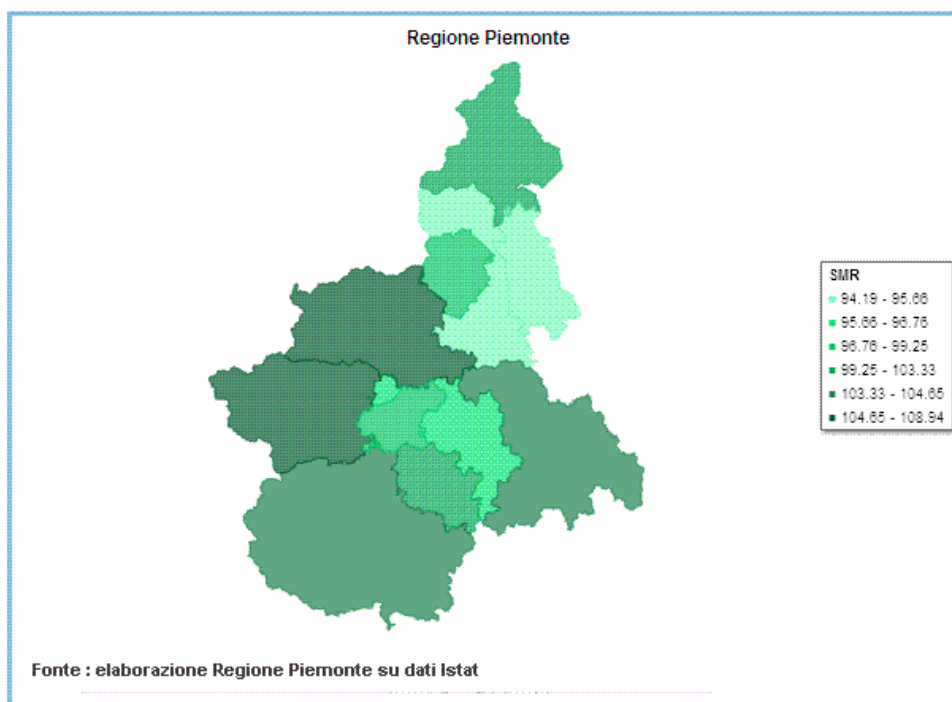 Regione Piemonte
SMR
94.19 - 95.66
95.66 - 96.76
96.76 - 99.25
99.25 - 103.33
103.33 - 104.65
104.65 - 108.94
Fonte : elaborazione Regione Piemonte su dati Istat